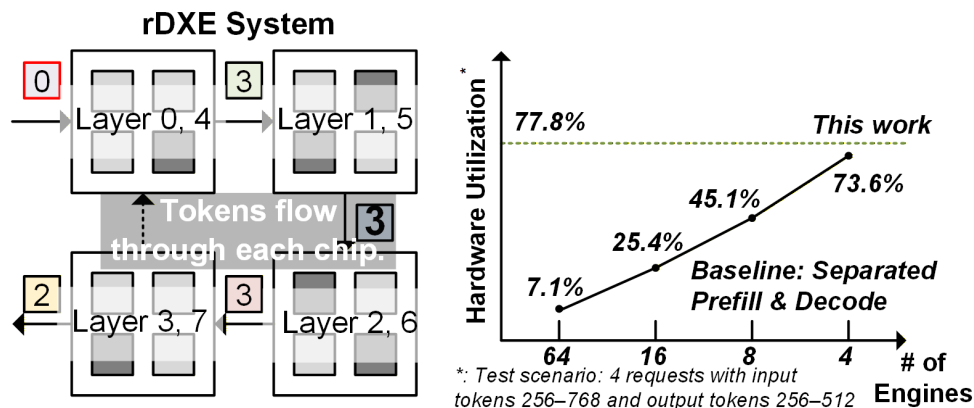 rDXE System
0
3
Layer 0, 4
Layer 1, 5
Tokens flow
through each chip.
3
2
3
Layer 3, 7
Layer 2, 6
Hardware Utilization*
77.8%
This work
73.6%
45.1%
25.4%
7.1%
Baseline: Separated
Prefill & Decode
64
16
8
4
# of
Engines
*: Test scenario: 4 requests with input
tokens 256–768 and output tokens 256–512